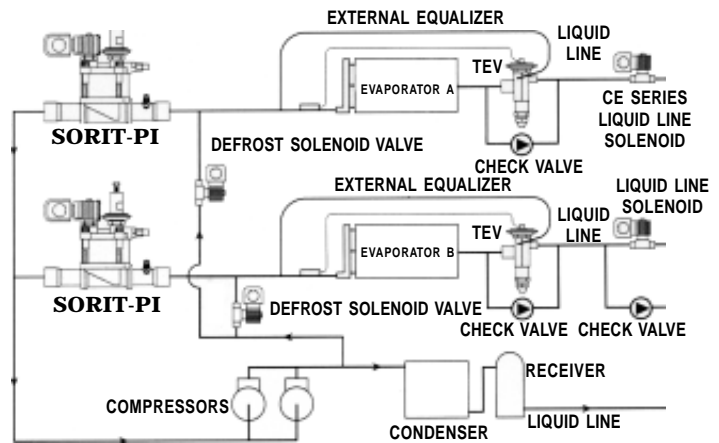 EXTERNAL EQUALIZER
LIQUID
LINE
TEV
EVAPORATOR A
CE SERIES
LIQUID LINE
SOLENOID
SORIT-PI
DEFROST SOLENOID VALVE
CHECK VALVE
EXTERNAL EQUALIZER
LIQUID LINE
SOLENOID
TEV
LIQUID
LINE
EVAPORATOR B
SORIT-PI
DEFROST SOLENOID VALVE
CHECK VALVE
CHECK VALVE
RECEIVER
COMPRESSORS
LIQUID LINE
CONDENSER